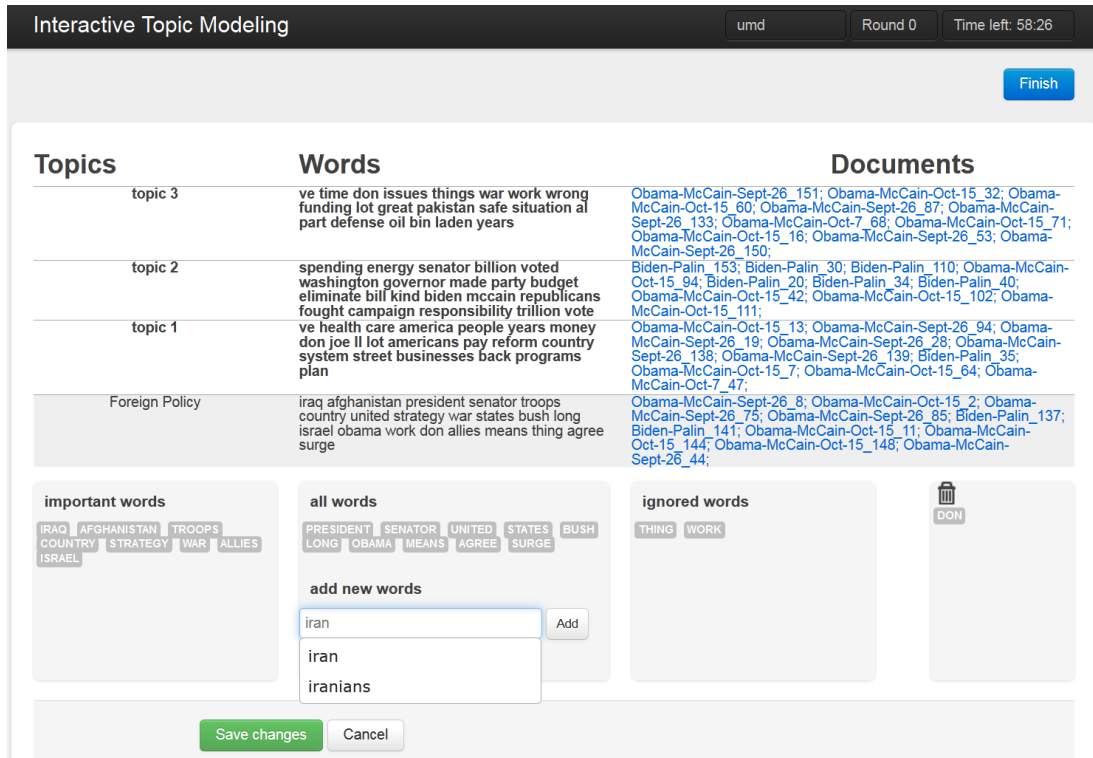 Interactive Topic Modeling
umd
Round 0
Time left: 58:26
Finish
Topics
Words
Documents
topic 3
ve time don issues things war work wrong
funding lot great pakistan safe situation al
part defense oil bin laden years
Obama-McCain-Sept-26_151; Obama-McCain-Oct-15_32; Obama-
McCain-Oct-15_60; Obama-McCain-Sept-26_87; Obama-McCain-
Sept-26_133; Obama-McCain-Oct-7_68; Obama-McCain-Oct-15_71;
Obama-McCain-Oct-15_16; Obama-McCain-Sept-26_53; Obama-
McCain-Sept-26_150;
topic 2
spending energy senator billion voted
washington governor made party budget
eliminate bill kind biden mccain republicans
fought campaign responsibility trillion vote
Biden-Palin_153; Biden-Palin_30; Biden-Palin_110; Obama-McCain-
Oct-15_94; Biden-Palin_20; Biden-Palin_34; Biden-Palin_40;
Obama-McCain-Oct-15_42; Obama-McCain-Oct-15_102; Obama-
McCain-Oct-15_111;
topic 1
ve health care america people years money
don joe ll lot americans pay reform country
system street businesses back programs
plan
Obama-McCain-Oct-15_13; Obama-McCain-Sept-26_94; Obama-
McCain-Sept-26_19; Obama-McCain-Sept-26_28; Obama-McCain-
Sept-26_138; Obama-McCain-Sept-26_139; Biden-Palin_35;
Obama-McCain-Oct-15_7; Obama-McCain-Oct-15_64; Obama-
McCain-Oct-7_47;
Foreign Policy
iraq afghanistan president senator troops
country united strategy war states bush long
israel obama work don allies means thing agree
surge
Obama-McCain-Sept-26_8; Obama-McCain-Oct-15_2; Obama-
McCain-Sept-26_75; Obama-McCain-Sept-26_85; Biden-Palin_137;
Biden-Palin_141; Obama-McCain-Oct-15_11; Obama-McCain-
Oct-15_144; Obama-McCain-Oct-15_148; Obama-McCain-
Sept-26_44;
important words
IRAQ AFGHANISTAN TROOPS
COUNTRY STRATEGY WAR ALLIES
ISRAEL
all words
PRESIDENT SENATOR UNITED STATES BUSH
LONG OBAMA MEANS AGREE SURGE
add new words
iran
Add
iran
iranians
ignored words
THING WORK
DON
Save changes
Cancel